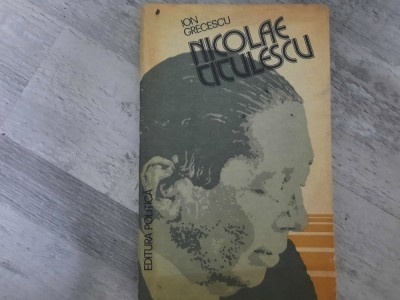 ION
GRECESCU
NICOLAE
TITULESCU
EDITURA POLITICĂ